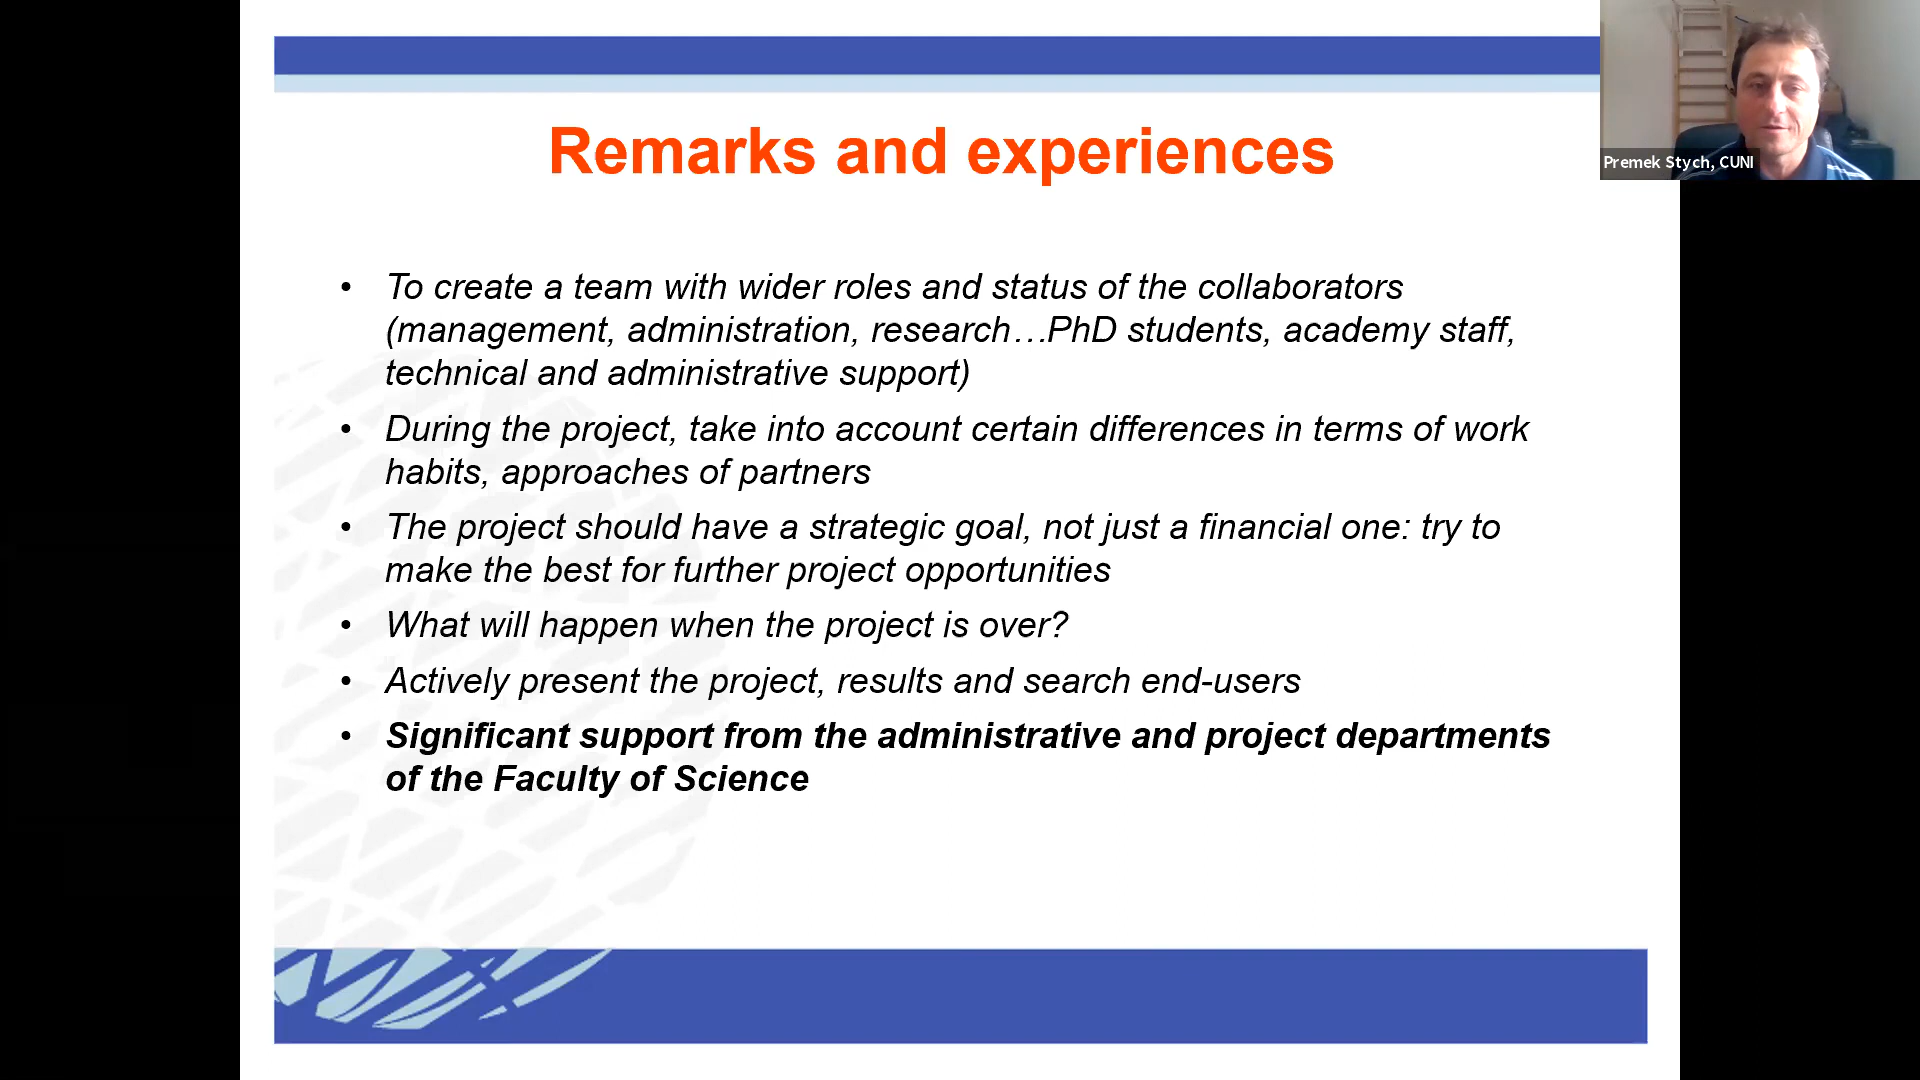 Remarks and experiences
Premek Stych, CUNI
• To create a team with wider roles and status of the collaborators
(management, administration, research…PhD students, academy staff,
technical and administrative support)
• During the project, take into account certain differences in terms of work
habits, approaches of partners
• The project should have a strategic goal, not just a financial one: try to
make the best for further project opportunities
• What will happen when the project is over?
• Actively present the project, results and search end-users
• Significant support from the administrative and project departments
of the Faculty of Science